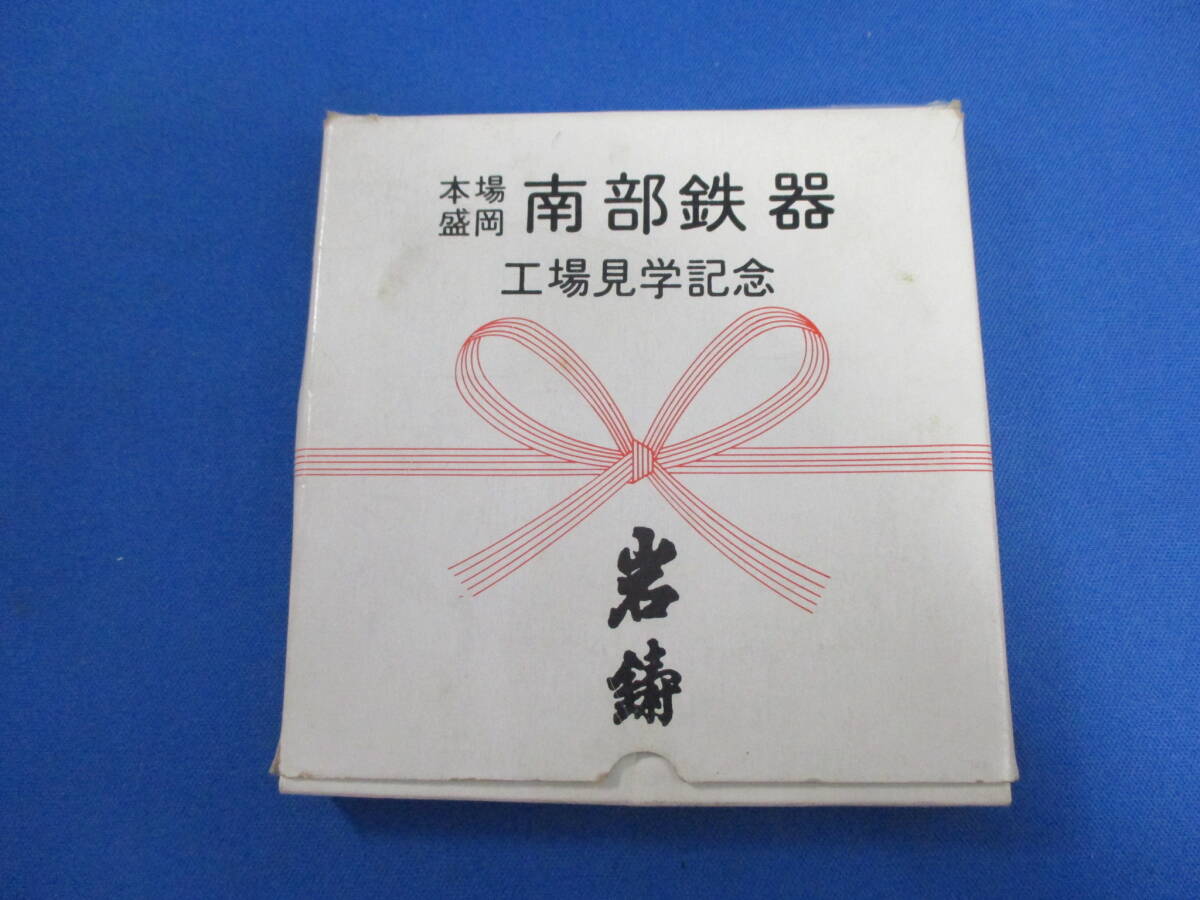 本場
盛岡
南部鉄器
工場見学記念
岩鋳